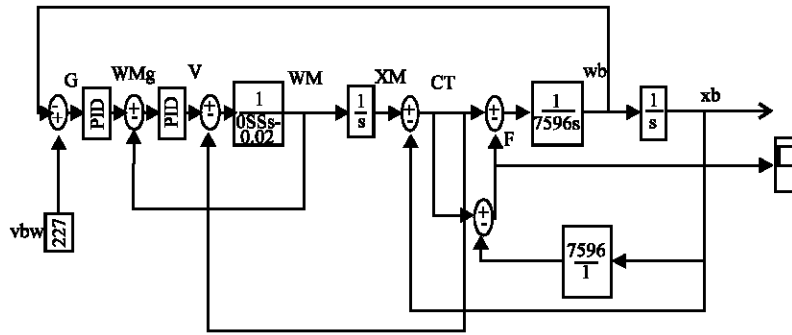 G
WMg
V
WM
XM
CT
wb
xb
PID
PID
1
0SSs-
0.02
1
s
1
7596s
1
s
F
vbw
227
7596
1